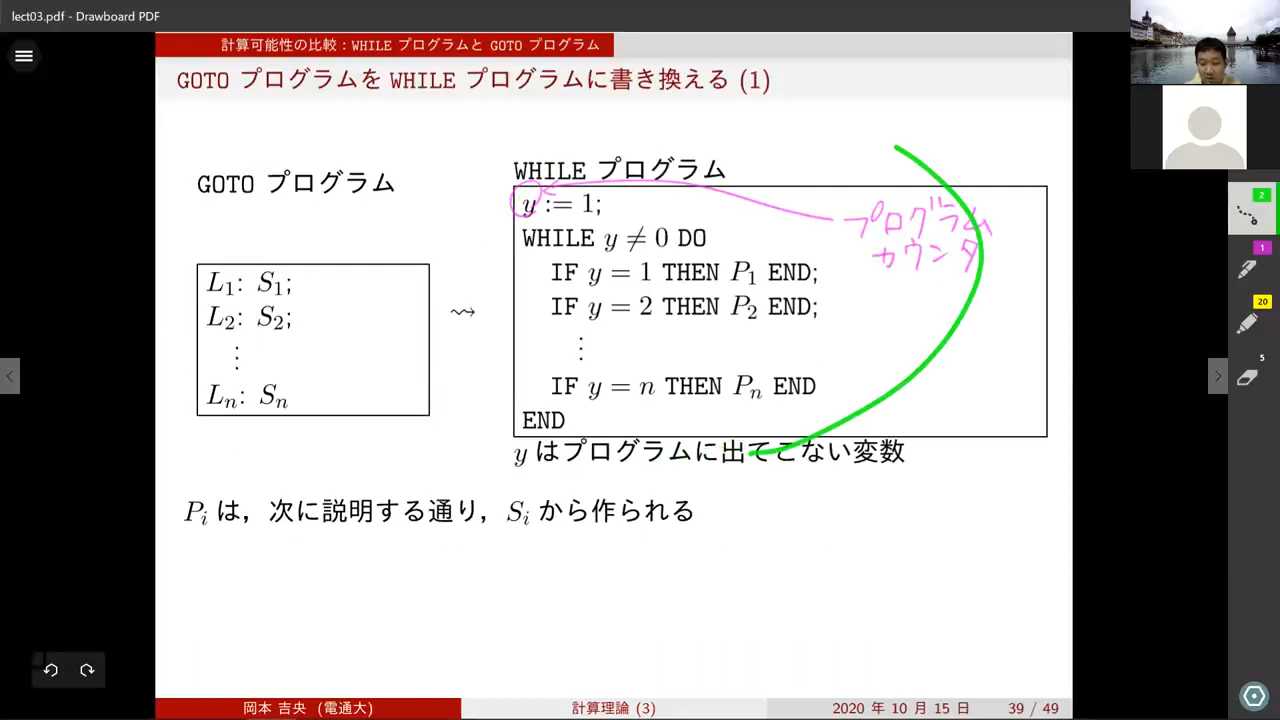 lect03.pdf - Drawboard PDF
計算可能性の比較：WHILE プログラムと GOTO プログラム
GOTO プログラムを WHILE プログラムに書き換える (1)
GOTO プログラム
L₁: S₁;
L₂: S₂;
⋮
Lₙ: Sₙ
⇝
WHILE プログラム
y := 1;
WHILE y ≠ 0 DO
IF y = 1 THEN P₁ END;
IF y = 2 THEN P₂ END;
⋮
IF y = n THEN Pₙ END
END
プログラム
カウンタ
y はプログラムに出てこない変数
Pᵢ は，次に説明する通り，Sᵢ から作られる
岡本 吉央 (電通大)
計算理論 (3)
2020 年 10 月 15 日
39 / 49
2
1
20
5